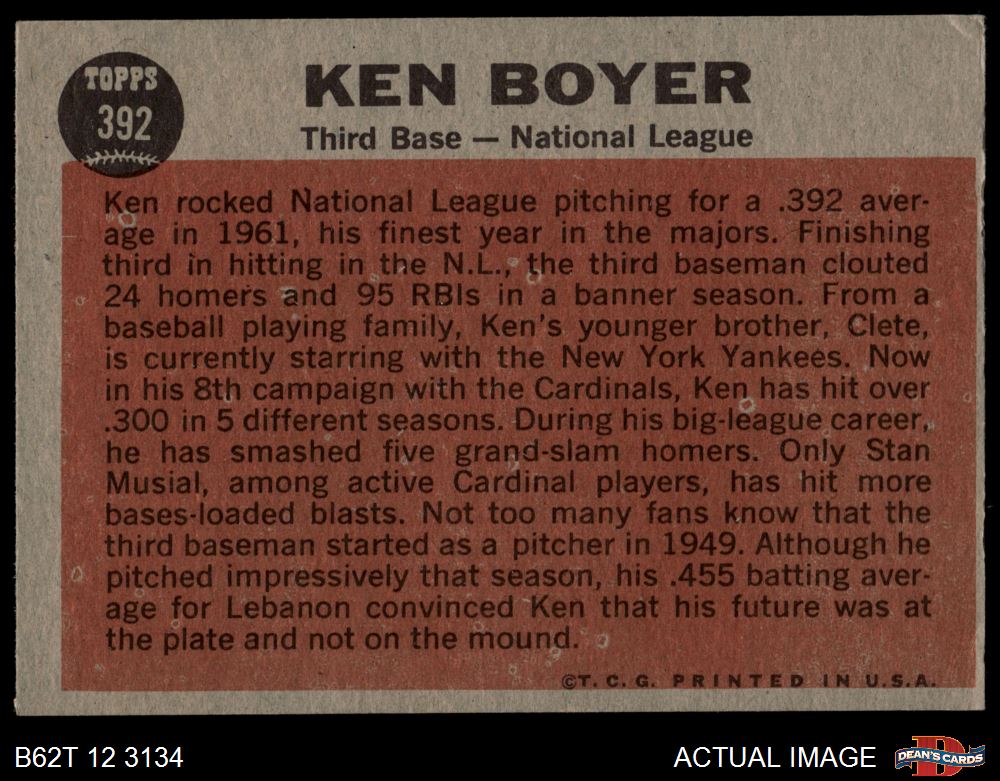 TOPPS
392
KEN BOYER
Third Base — National League
Ken rocked National League pitching for a .392 aver-
age in 1961, his finest year in the majors. Finishing
third in hitting in the N.L., the third baseman clouted
24 homers and 95 RBIs in a banner season. From a
baseball playing family, Ken's younger brother, Clete,
is currently starring with the New York Yankees. Now
in his 8th campaign with the Cardinals, Ken has hit over
.300 in 5 different seasons. During his big-league career,
he has smashed five grand-slam homers. Only Stan
Musial, among active Cardinal players, has hit more
bases-loaded blasts. Not too many fans know that the
third baseman started as a pitcher in 1949. Although he
pitched impressively that season, his .455 batting aver-
age for Lebanon convinced Ken that his future was at
the plate and not on the mound.
©T. C. G. PRINTED IN U.S.A.
B62T 12 3134
ACTUAL IMAGE
D
DEAN'S CARDS